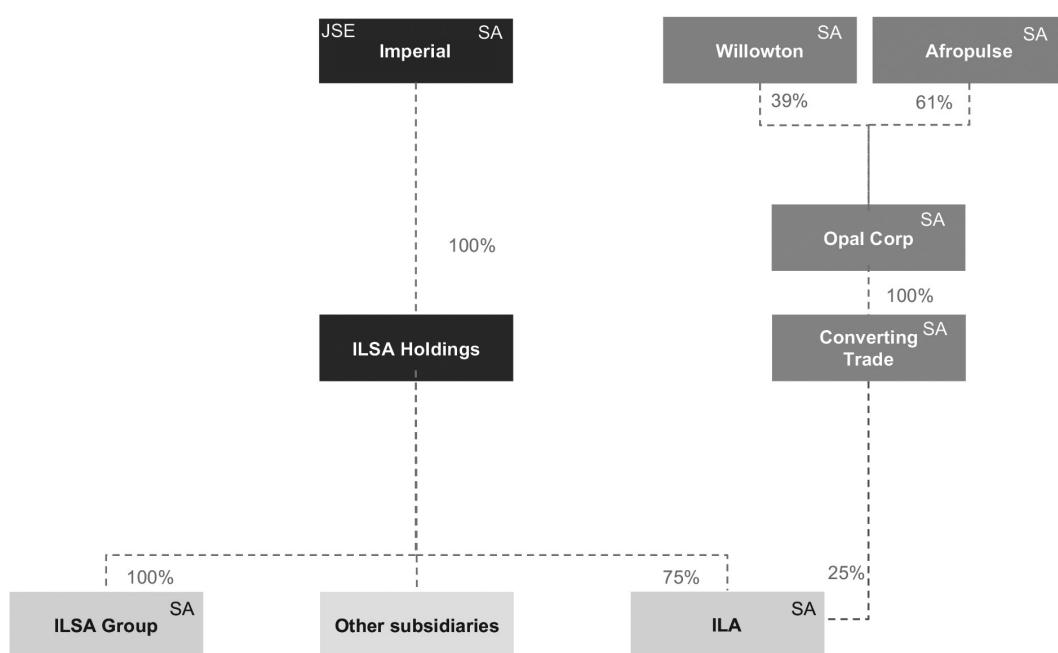 JSE
SA
Imperial
SA
Willowton
SA
Afropulse
39%
61%
SA
Opal Corp
100%
100%
ILSA Holdings
SA
Converting
Trade
100%
75%
25%
SA
ILSA Group
Other subsidiaries
SA
ILA